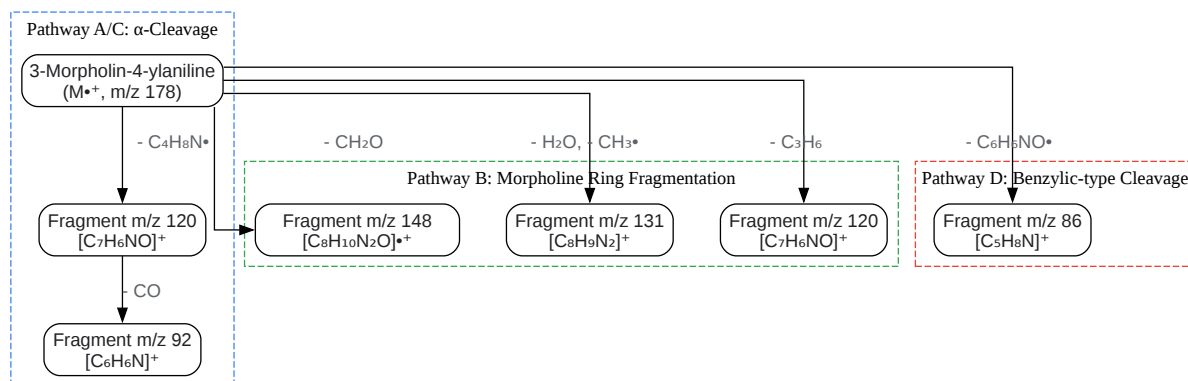 Pathway A/C: α-Cleavage
3-Morpholin-4-ylaniline
(M•⁺, m/z 178)
- C₄H₈N•
- CH₂O
- H₂O, - CH₃•
- C₃H₆
- C₆H₆NO•
Pathway B: Morpholine Ring Fragmentation
Pathway D: Benzylic-type Cleavage
Fragment m/z 120
[C₇H₆NO]⁺
Fragment m/z 148
[C₈H₁₀N₂O]•⁺
Fragment m/z 131
[C₈H₉N₂]⁺
Fragment m/z 120
[C₇H₆NO]⁺
Fragment m/z 86
[C₅H₈N]⁺
- CO
Fragment m/z 92
[C₆H₆N]⁺